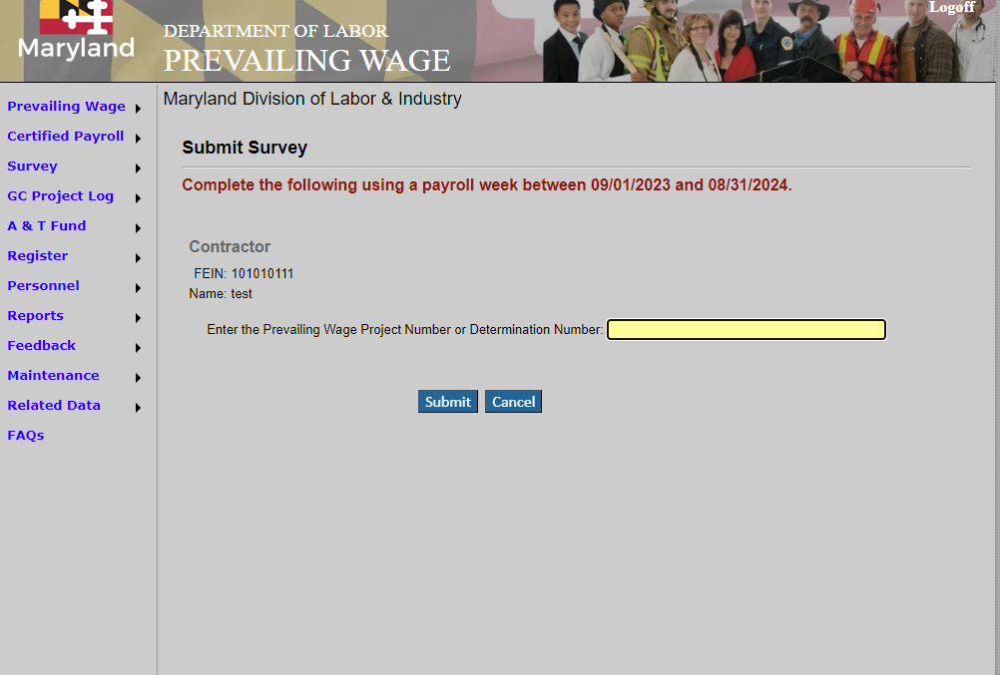 Logoff
Maryland
DEPARTMENT OF LABOR
PREVAILING WAGE
Maryland Division of Labor & Industry
Prevailing Wage
Certified Payroll
Survey
GC Project Log
A & T Fund
Register
Personnel
Reports
Feedback
Maintenance
Related Data
FAQs
Submit Survey
Complete the following using a payroll week between 09/01/2023 and 08/31/2024.
Contractor
FEIN: 101010111
Name: test
Enter the Prevailing Wage Project Number or Determination Number:
Submit Cancel